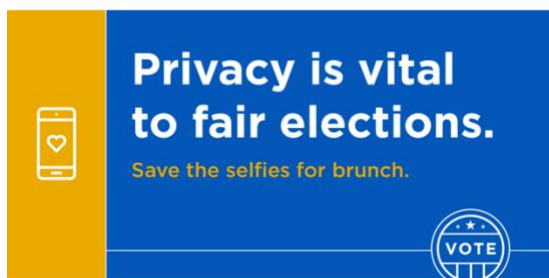 Privacy is vital
to fair elections.
Save the selfies for brunch.
VOTE